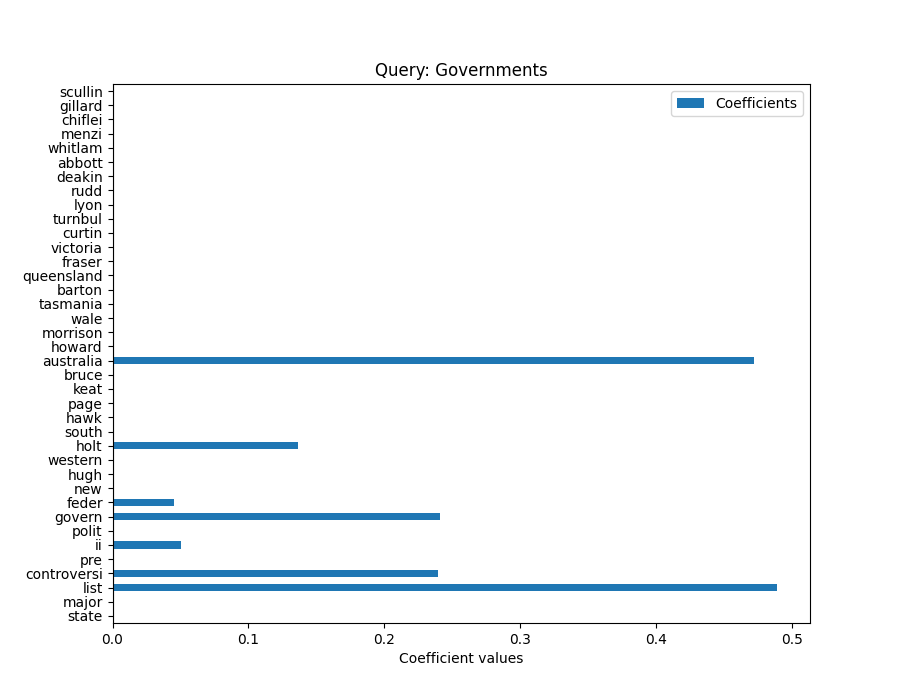 Query: Governments
Coefficients
scullin
gillard
chiflei
menzi
whitlam
abbott
deakin
rudd
lyon
turnbul
curtin
victoria
fraser
queensland
barton
tasmania
wale
morrison
howard
australia
bruce
keat
page
hawk
south
holt
western
hugh
new
feder
govern
polit
ii
pre
controversi
list
major
state
0.0 0.1 0.2 0.3 0.4 0.5
Coefficient values